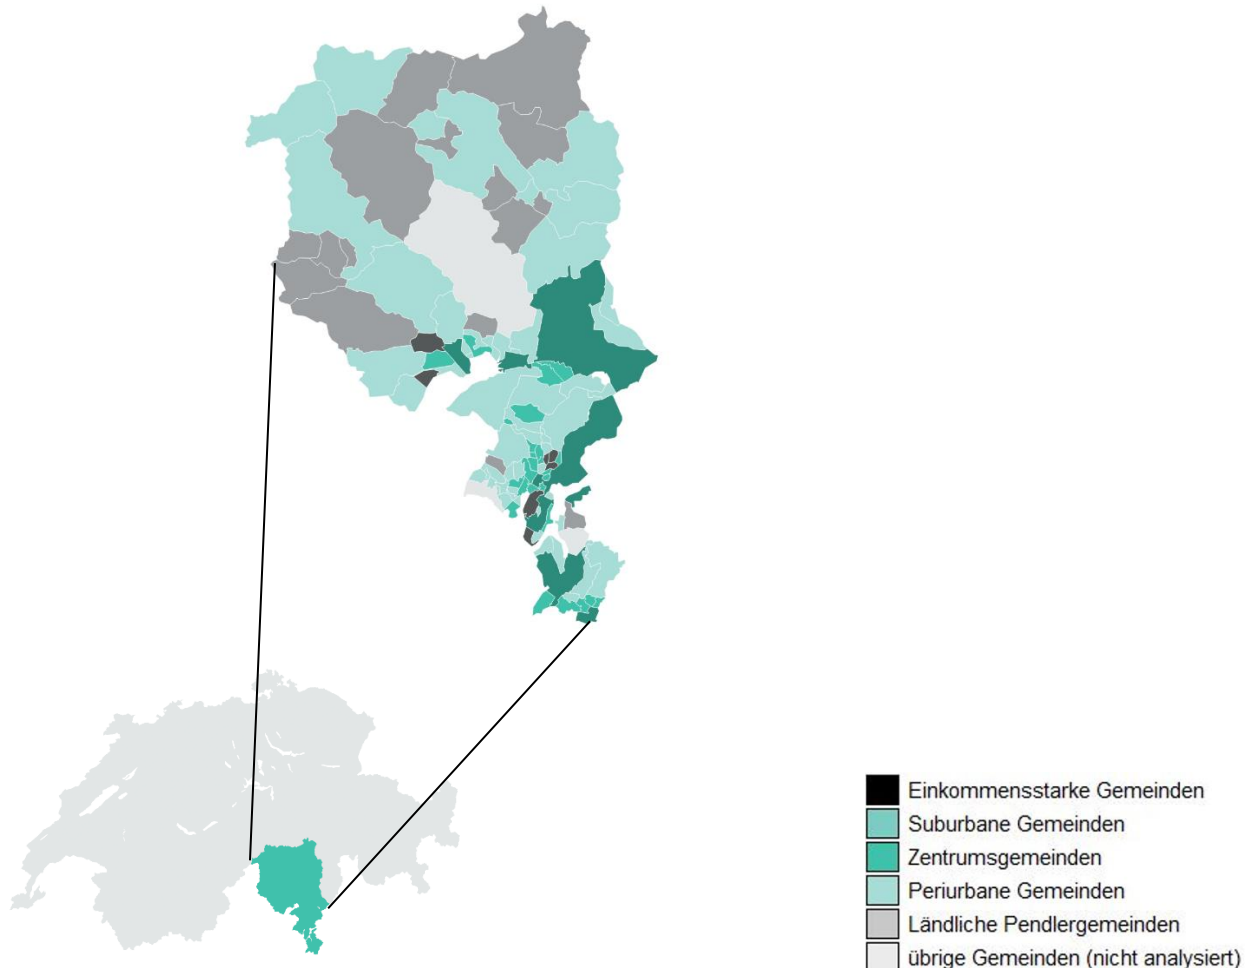 Einkommensstarke Gemeinden
Suburbane Gemeinden
Zentrumsgemeinden
Periurbane Gemeinden
Ländliche Pendlergemeinden
übrige Gemeinden (nicht analysiert)